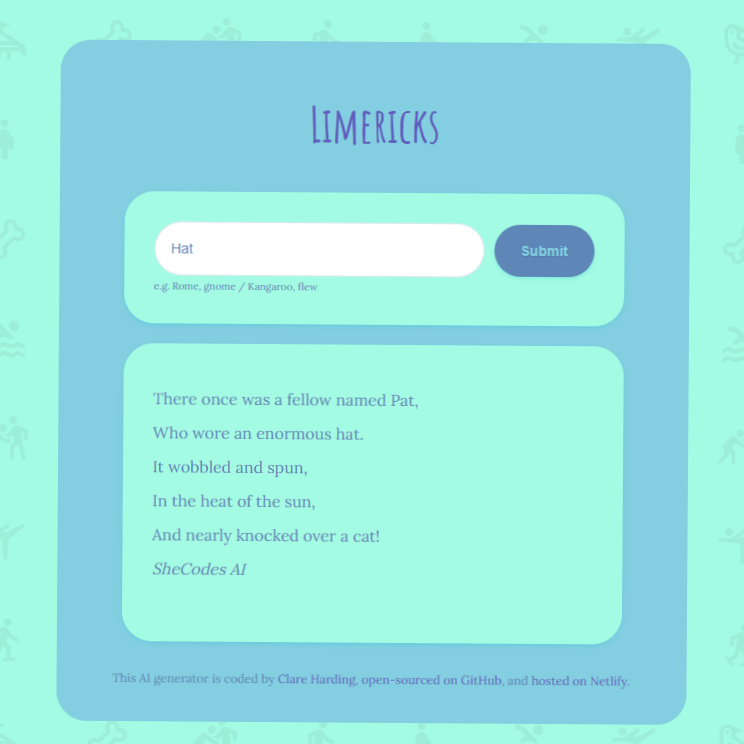 Limericks
Hat
Submit
e.g. Rome, gnome / Kangaroo, flew
There once was a fellow named Pat,
Who wore an enormous hat.
It wobbled and spun,
In the heat of the sun,
And nearly knocked over a cat!
SheCodes AI
This AI generator is coded by Clare Harding, open-sourced on GitHub, and hosted on Netlify.